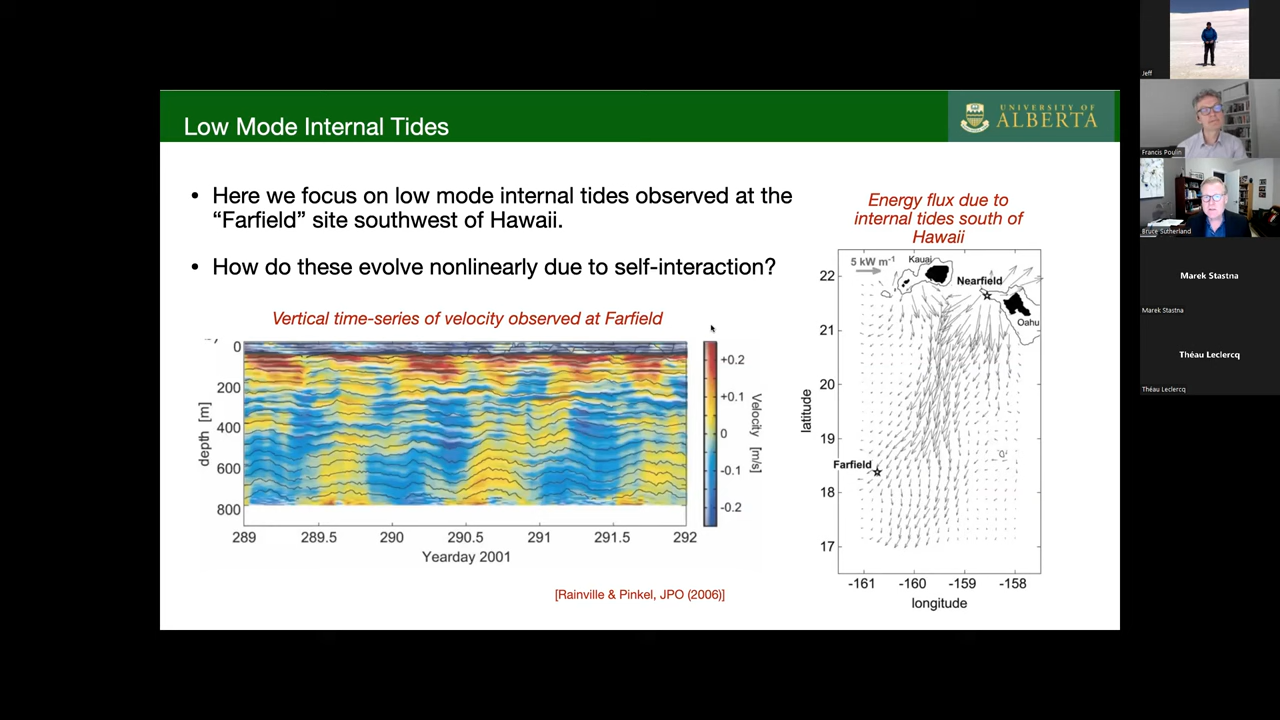 Low Mode Internal Tides
UNIVERSITY OF
ALBERTA
• Here we focus on low mode internal tides observed at the
“Farfield” site southwest of Hawaii.
• How do these evolve nonlinearly due to self-interaction?
Vertical time-series of velocity observed at Farfield
0
200
400
600
800
depth [m]
289
289.5
290
290.5
291
291.5
292
Yearday 2001
+0.2
+0.1
0
-0.1
-0.2
Velocity [m/s]
[Rainville & Pinkel, JPO (2006)]
Energy flux due to
internal tides south of
Hawaii
5 kW m-1
Kauai
Nearfield
Oahu
Farfield
22
21
20
19
18
17
latitude
-161
-160
-159
-158
longitude
Jeff
Francis Poulin
Bruce Sutherland
Marek Stastna
Marek Stastna
Théau Leclercq
Théau Leclercq